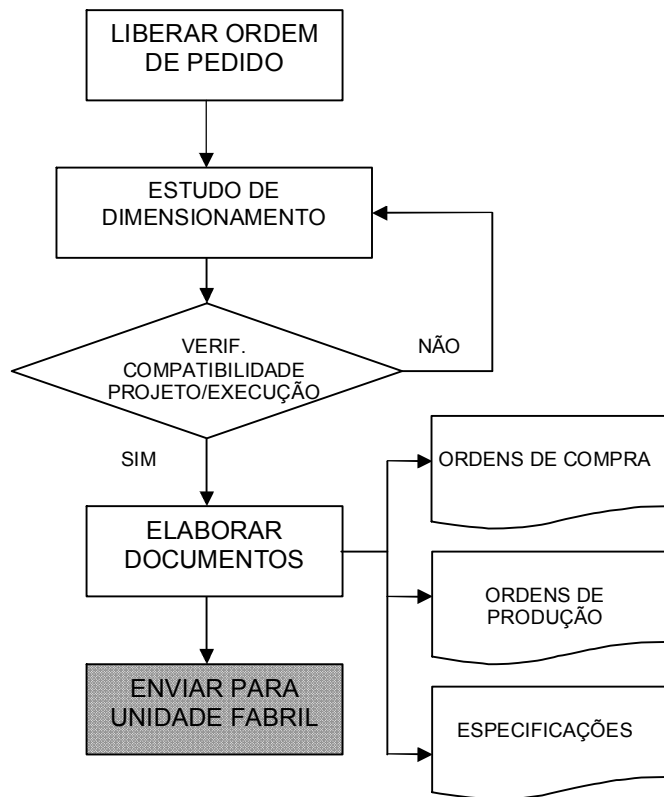 LIBERAR ORDEM
DE PEDIDO
ESTUDO DE
DIMENSIONAMENTO
VERIF.
COMPATIBILIDADE
PROJETO/EXECUÇÃO
NÃO
SIM
ELABORAR
DOCUMENTOS
ORDENS DE COMPRA
ORDENS DE
PRODUÇÃO
ESPECIFICAÇÕES
ENVIAR PARA
UNIDADE FABRIL